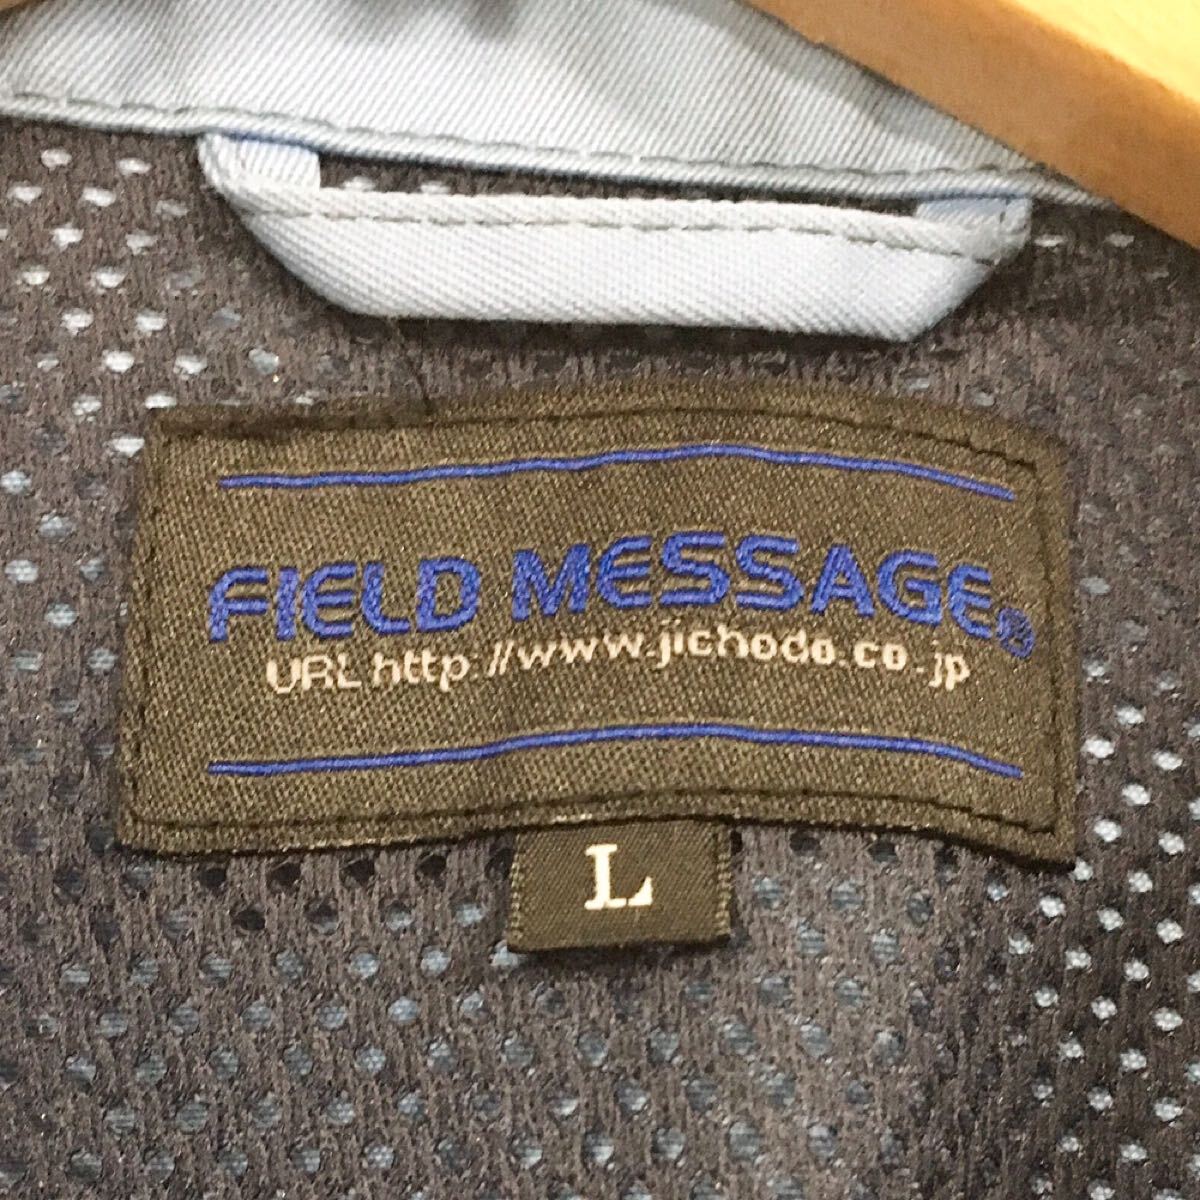 FIELD MESSAGE®
URL http://www.jichodo.co.jp
L